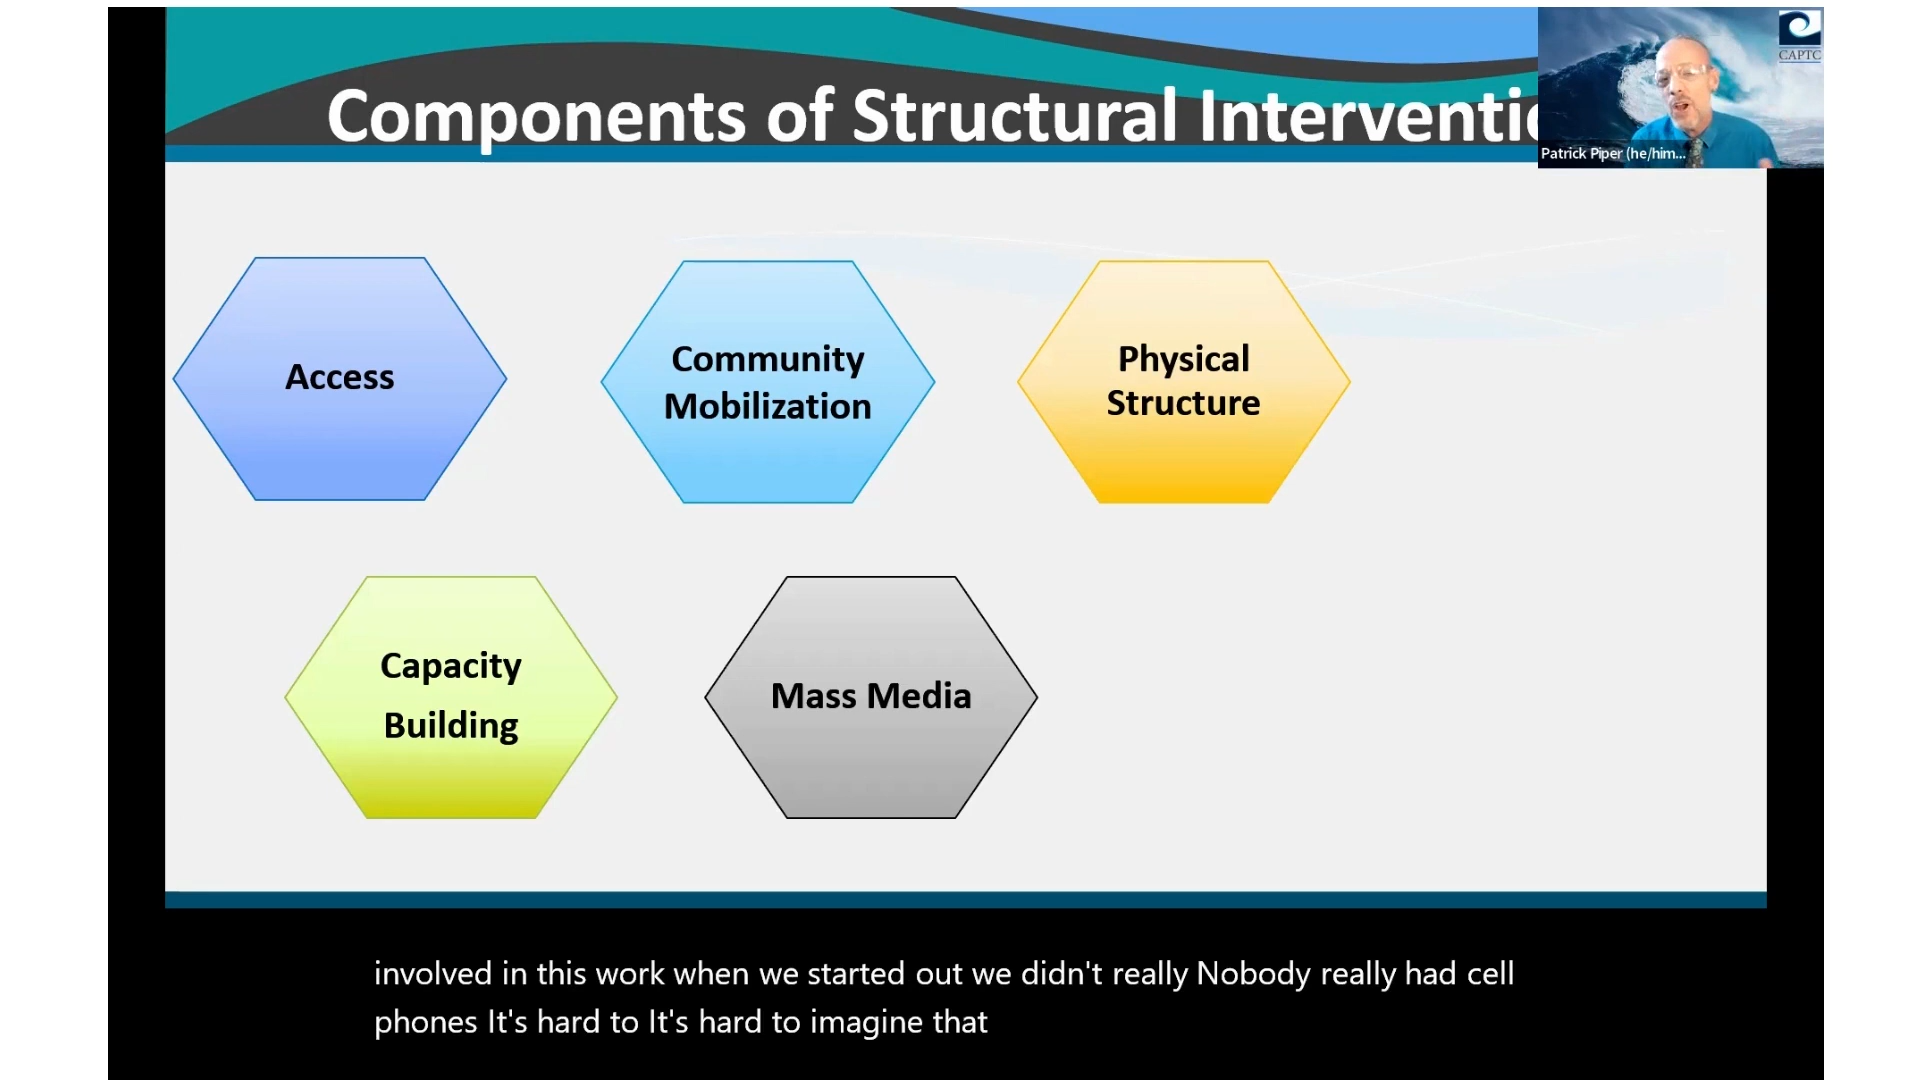 Components of Structural Interventio
CAPTC
Patrick Piper (he/him...
Access
Community
Mobilization
Physical
Structure
Capacity
Building
Mass Media
involved in this work when we started out we didn't really Nobody really had cell
phones It's hard to It's hard to imagine that